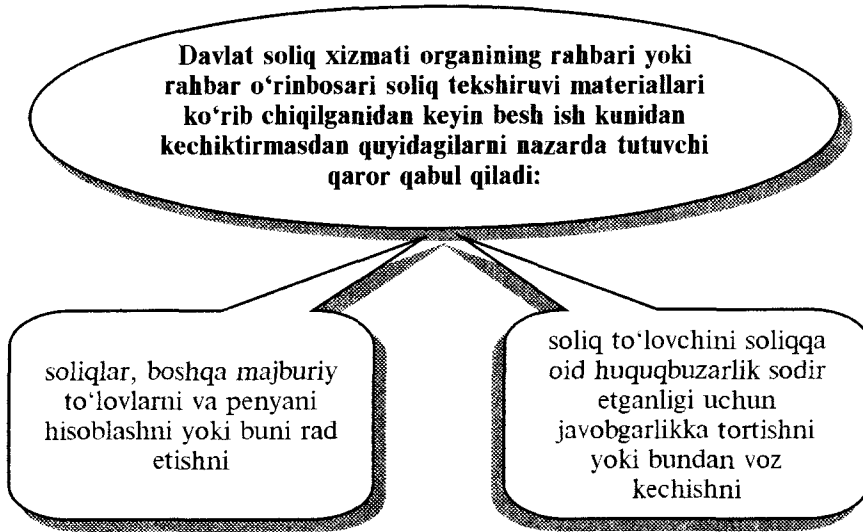 Davlat soliq xizmati organining rahbari yoki
rahbar o‘rinbosari soliq tekshiruvi materiallari
ko‘rib chiqilganidan keyin besh ish kunidan
kechiktirmasdan quyidagilarni nazarda tutuvchi
qaror qabul qiladi:
soliqlar, boshqa majburiy
to‘lovlarni va penyani
hisoblashni yoki buni rad
etishni
soliq to‘lovchini soliqqa
oid huquqbuzarlik sodir
etganligi uchun
javobgarlikka tortishni
yoki bundan voz
kechishni